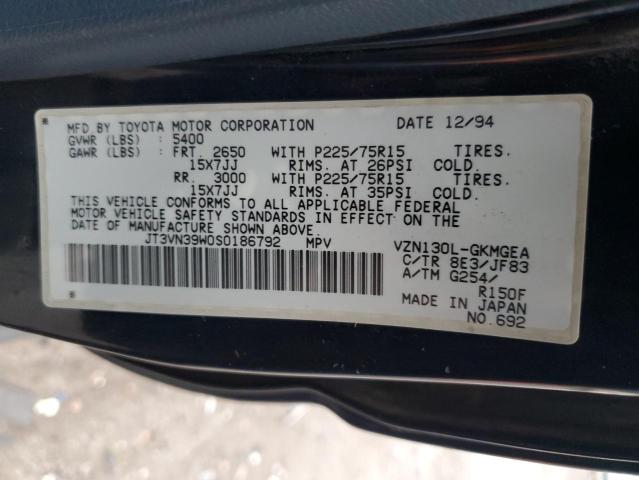 MFD BY TOYOTA MOTOR CORPORATION DATE 12/94
GVWR (LBS) : 5400
GAWR (LBS) : FRT. 2650 WITH P225/75R15 TIRES.
15X7JJ RIMS. AT 26PSI COLD.
RR. 3000 WITH P225/75R15 TIRES.
15X7JJ RIMS. AT 35PSI COLD.
THIS VEHICLE CONFORMS TO ALL APPLICABLE FEDERAL
MOTOR VEHICLE SAFETY STANDARDS IN EFFECT ON THE
DATE OF MANUFACTURE SHOWN ABOVE.
JT3VN39W0S0186792 MPV VZN130L-GKMGEA
C/TR 8E3/JF83
A/TM G254/
R150F
MADE IN JAPAN
NO.692